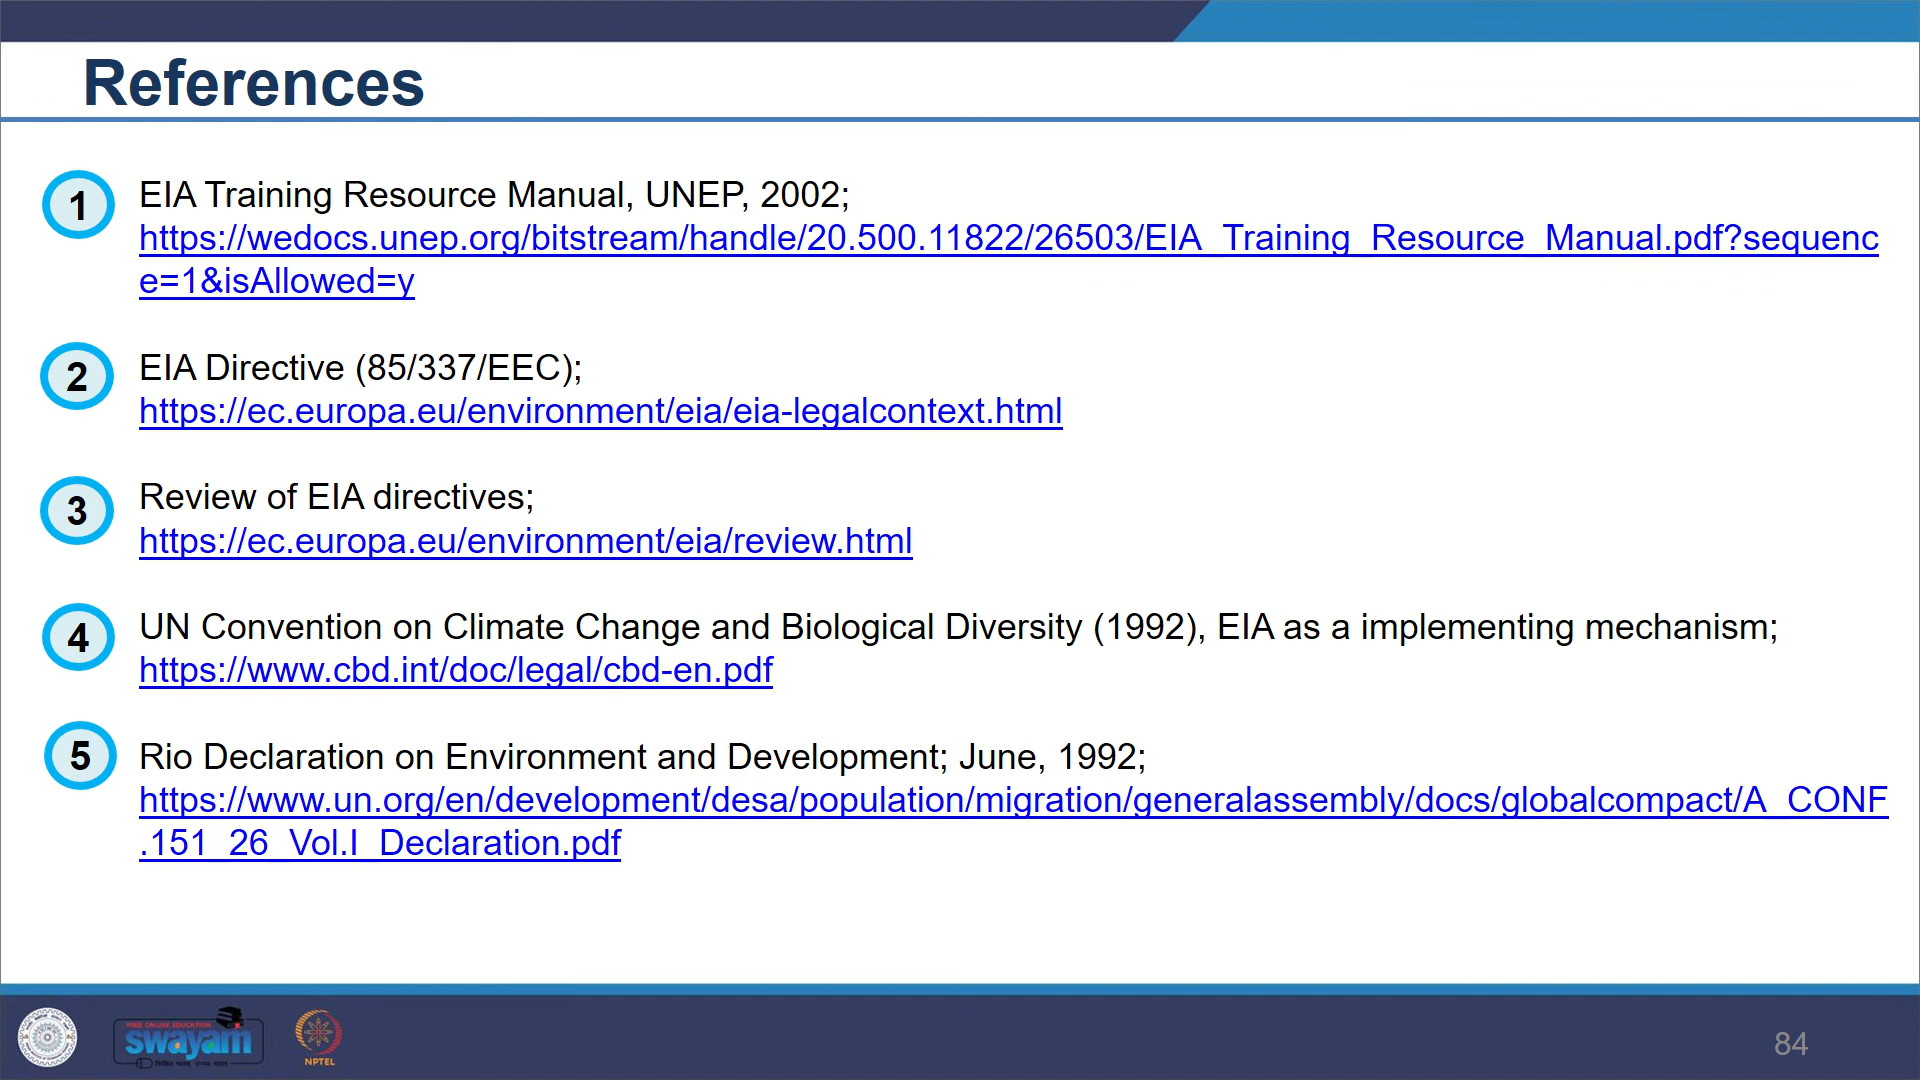 References
1
EIA Training Resource Manual, UNEP, 2002;
https://wedocs.unep.org/bitstream/handle/20.500.11822/26503/EIA_Training_Resource_Manual.pdf?sequenc
e=1&isAllowed=y
2
EIA Directive (85/337/EEC);
https://ec.europa.eu/environment/eia/eia-legalcontext.html
3
Review of EIA directives;
https://ec.europa.eu/environment/eia/review.html
4
UN Convention on Climate Change and Biological Diversity (1992), EIA as a implementing mechanism;
https://www.cbd.int/doc/legal/cbd-en.pdf
5
Rio Declaration on Environment and Development; June, 1992;
https://www.un.org/en/development/desa/population/migration/generalassembly/docs/globalcompact/A_CONF
.151_26_Vol.I_Declaration.pdf
FREE ONLINE EDUCATION
swayam
NPTEL
84